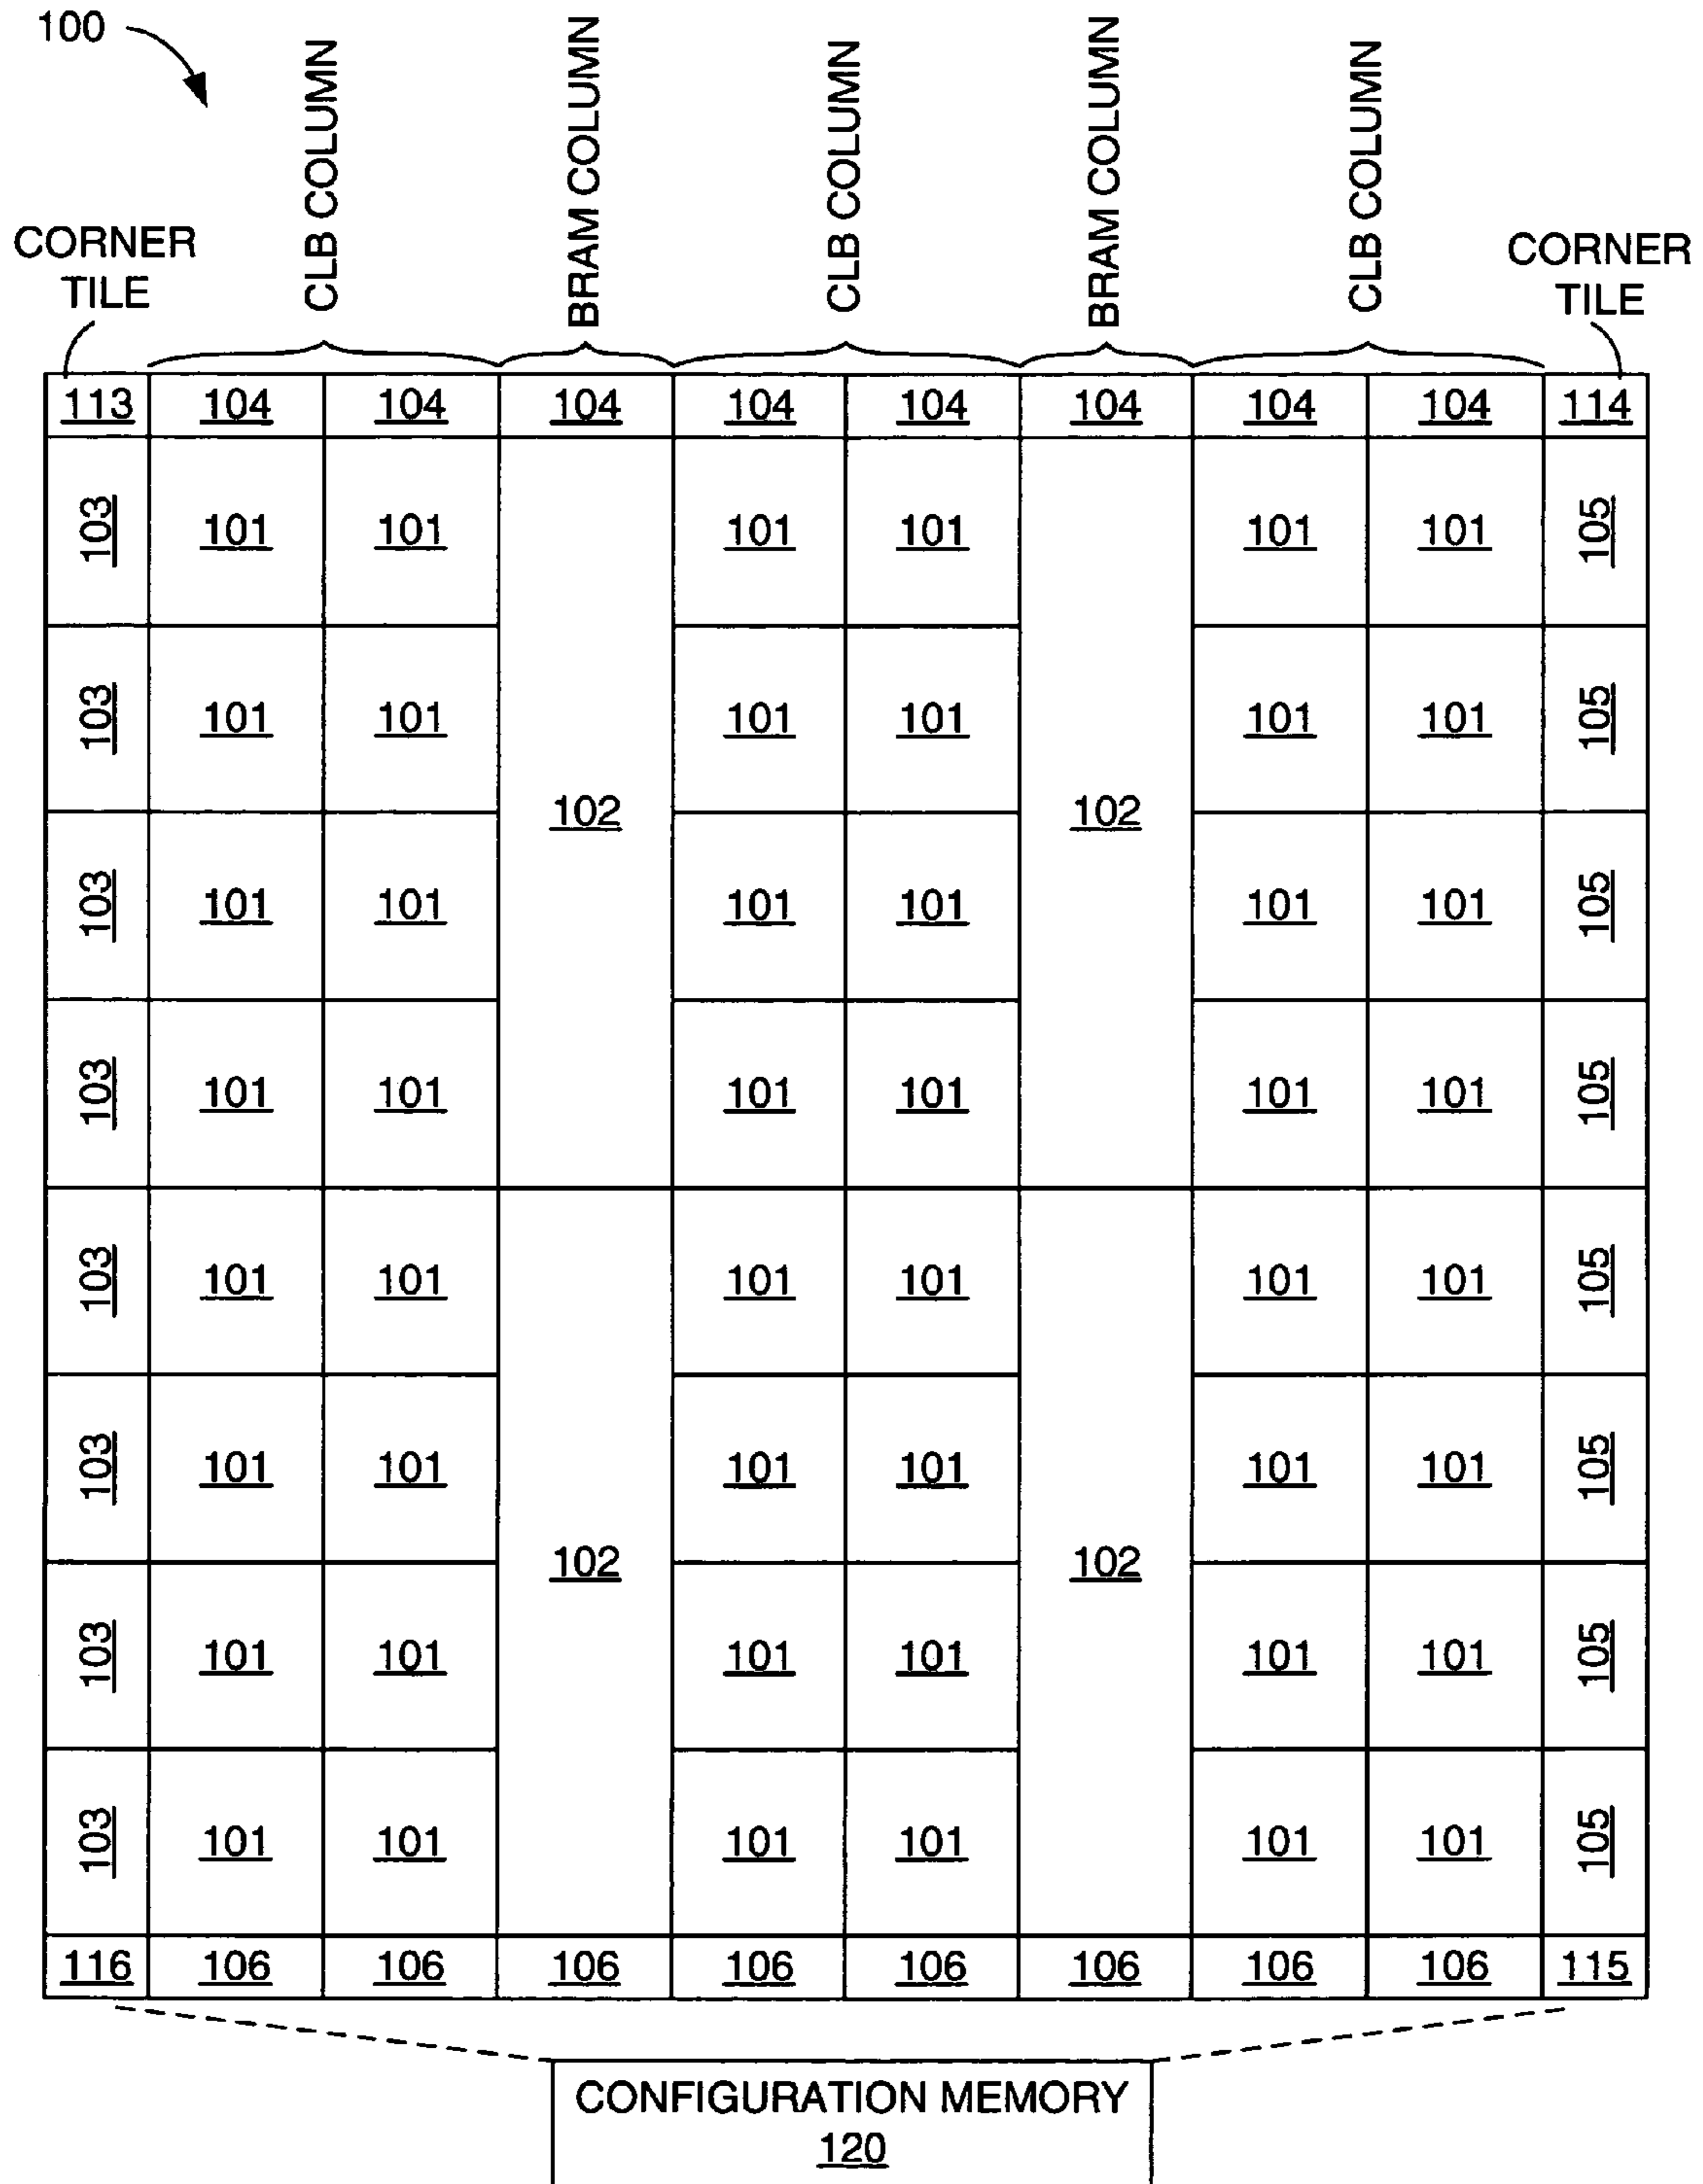 100
CLB COLUMN
BRAM COLUMN
CLB COLUMN
BRAM COLUMN
CLB COLUMN
CORNER
TILE
CORNER
TILE
113 104 104 104 104 104 104 104 104 114
103 101 101 101 101 101 101 105
103 101 101 101 101 101 101 105
102 102
103 101 101 101 101 101 101 105
103 101 101 101 101 101 101 105
103 101 101 101 101 101 101 105
103 101 101 101 101 101 101 105
102 102
103 101 101 101 101 101 101 105
103 101 101 101 101 101 101 105
116 106 106 106 106 106 106 106 106 115
CONFIGURATION MEMORY
120